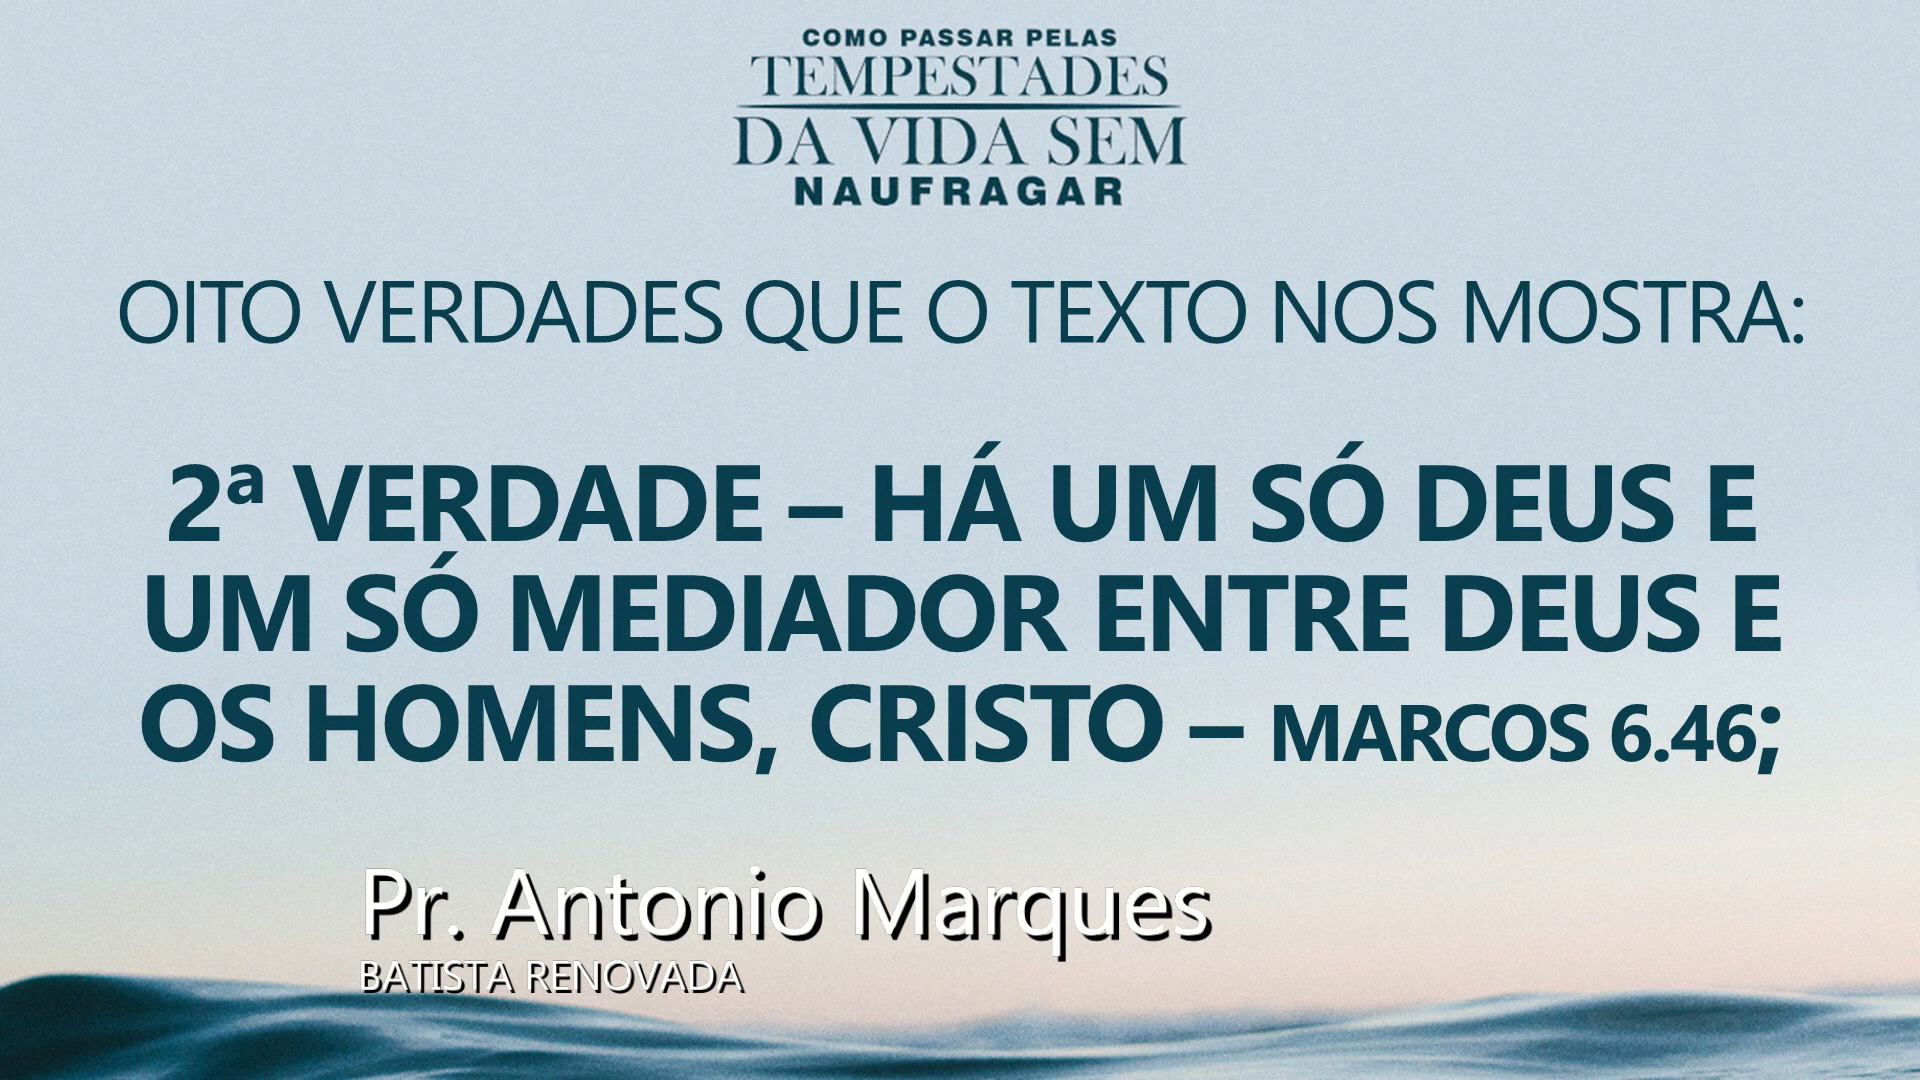 COMO PASSAR PELAS
TEMPESTADES
DA VIDA SEM
NAUFRAGAR
OITO VERDADES QUE O TEXTO NOS MOSTRA:
2ª VERDADE – HÁ UM SÓ DEUS E
UM SÓ MEDIADOR ENTRE DEUS E
OS HOMENS, CRISTO – MARCOS 6.46;
Pr. Antonio Marques
BATISTA RENOVADA